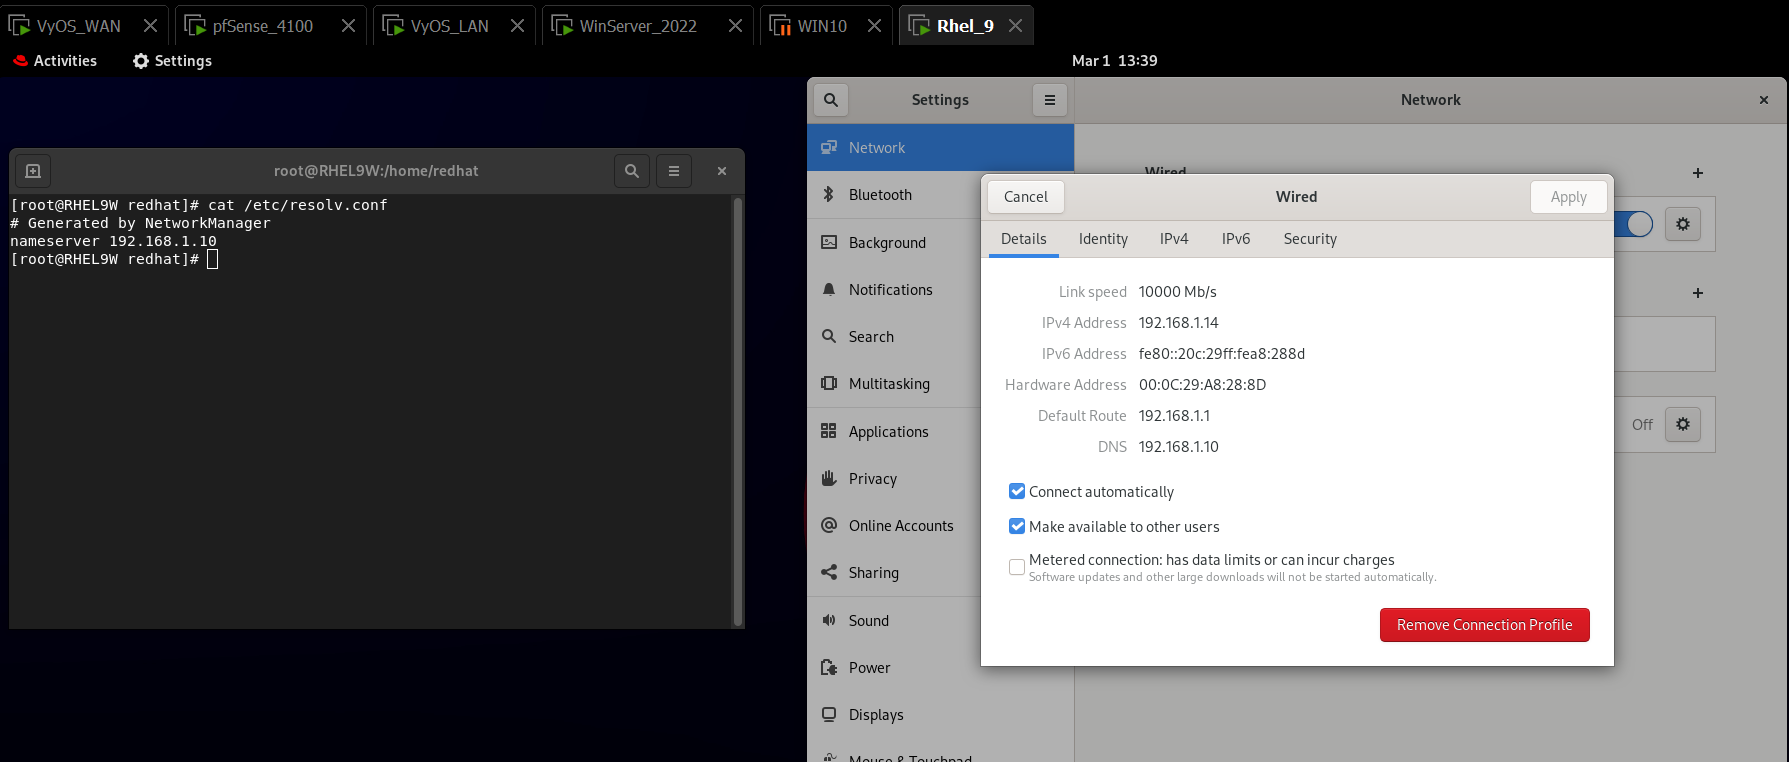 VyOS_WAN
pfSense_4100
VyOS_LAN
WinServer_2022
WIN10
Rhel_9
Activities
Settings
Mar 1 13:39
root@RHEL9W:/home/redhat
[root@RHEL9W redhat]# cat /etc/resolv.conf
# Generated by NetworkManager
nameserver 192.168.1.10
[root@RHEL9W redhat]#
Settings
Network
Network
Bluetooth
Background
Notifications
Search
Multitasking
Applications
Privacy
Online Accounts
Sharing
Sound
Power
Displays
Mouse & Touchpad
Wired
Off
Cancel
Wired
Apply
Details
Identity
IPv4
IPv6
Security
Link speed 10000 Mb/s
IPv4 Address 192.168.1.14
IPv6 Address fe80::20c:29ff:fea8:288d
Hardware Address 00:0C:29:A8:28:8D
Default Route 192.168.1.1
DNS 192.168.1.10
Connect automatically
Make available to other users
Metered connection: has data limits or can incur charges
Software updates and other large downloads will not be started automatically.
Remove Connection Profile